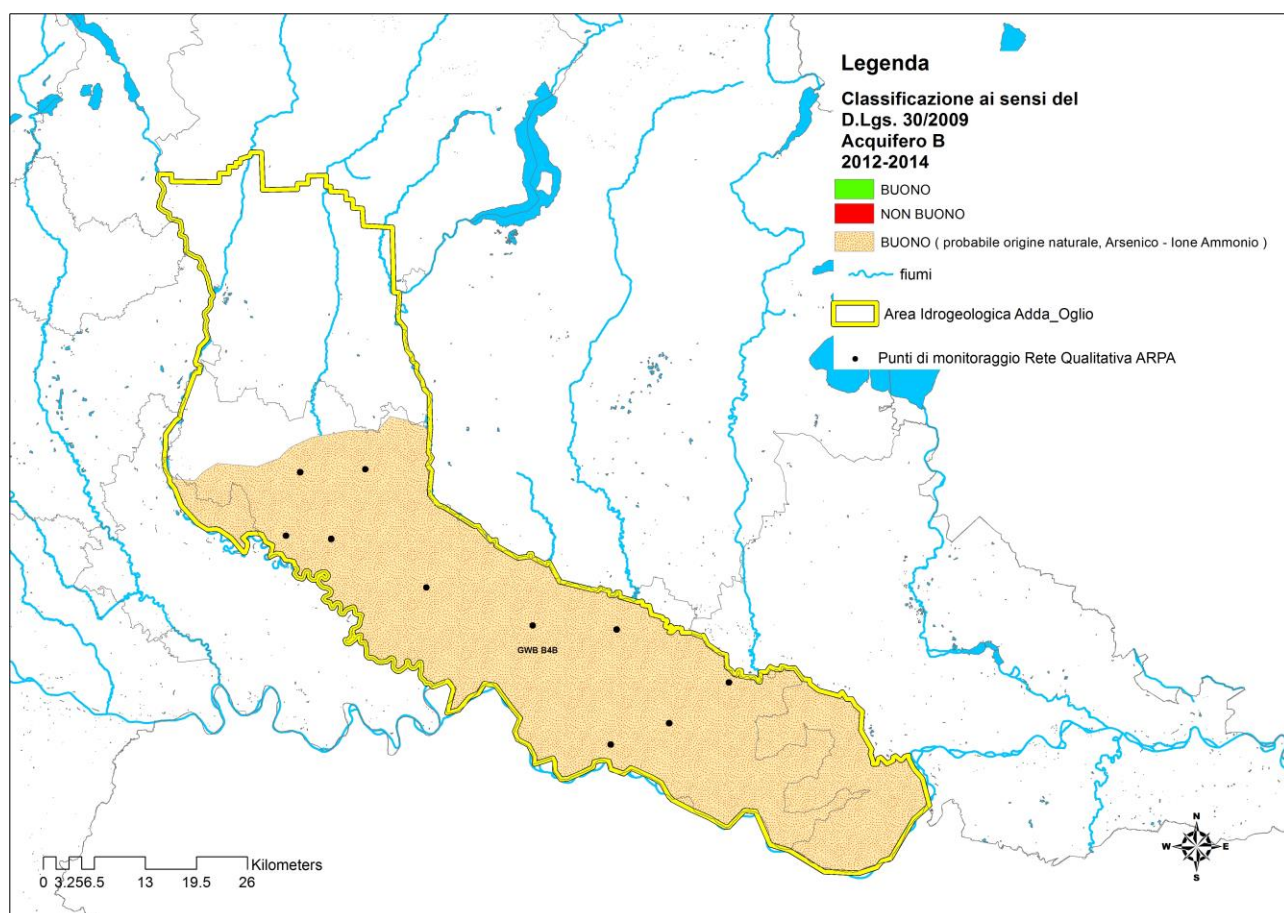 Legenda
Classificazione ai sensi del
D.Lgs. 30/2009
Acquifero B
2012-2014
BUONO
NON BUONO
BUONO ( probabile origine naturale, Arsenico - Ione Ammonio )
fiumi
Area Idrogeologica Adda_Oglio
Punti di monitoraggio Rete Qualitativa ARPA
GWB B4B
N
W E
S
Kilometers
0 3.25 6.5 13 19.5 26